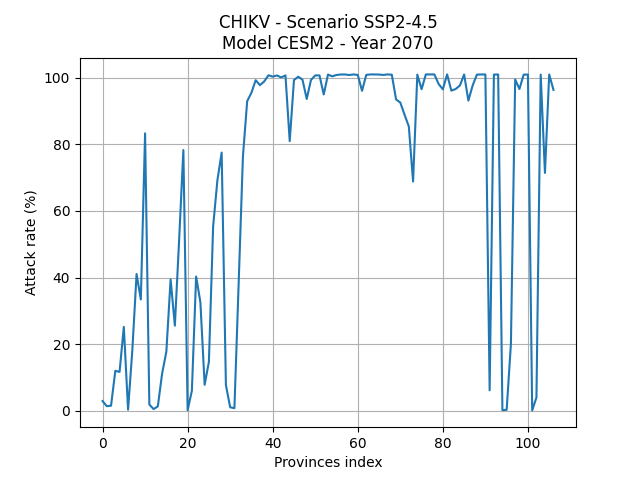 CHIKV - Scenario SSP2-4.5
Model CESM2 - Year 2070
Attack rate (%)
100
80
60
40
20
0
0 20 40 60 80 100
Provinces index